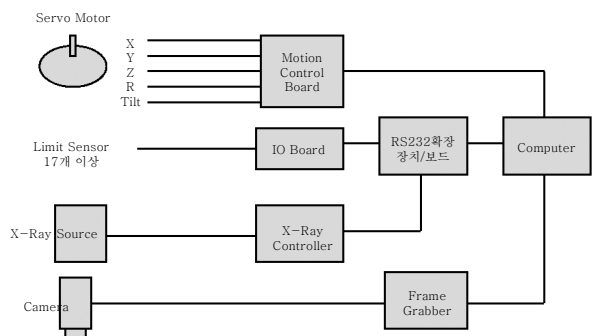 Servo Motor
X
Y
Z
R
Tilt
Motion
Control
Board
Limit Sensor
17개 이상
IO Board
RS232확장
장치/보드
Computer
X-Ray Source
X-Ray
Controller
Camera
Frame
Grabber